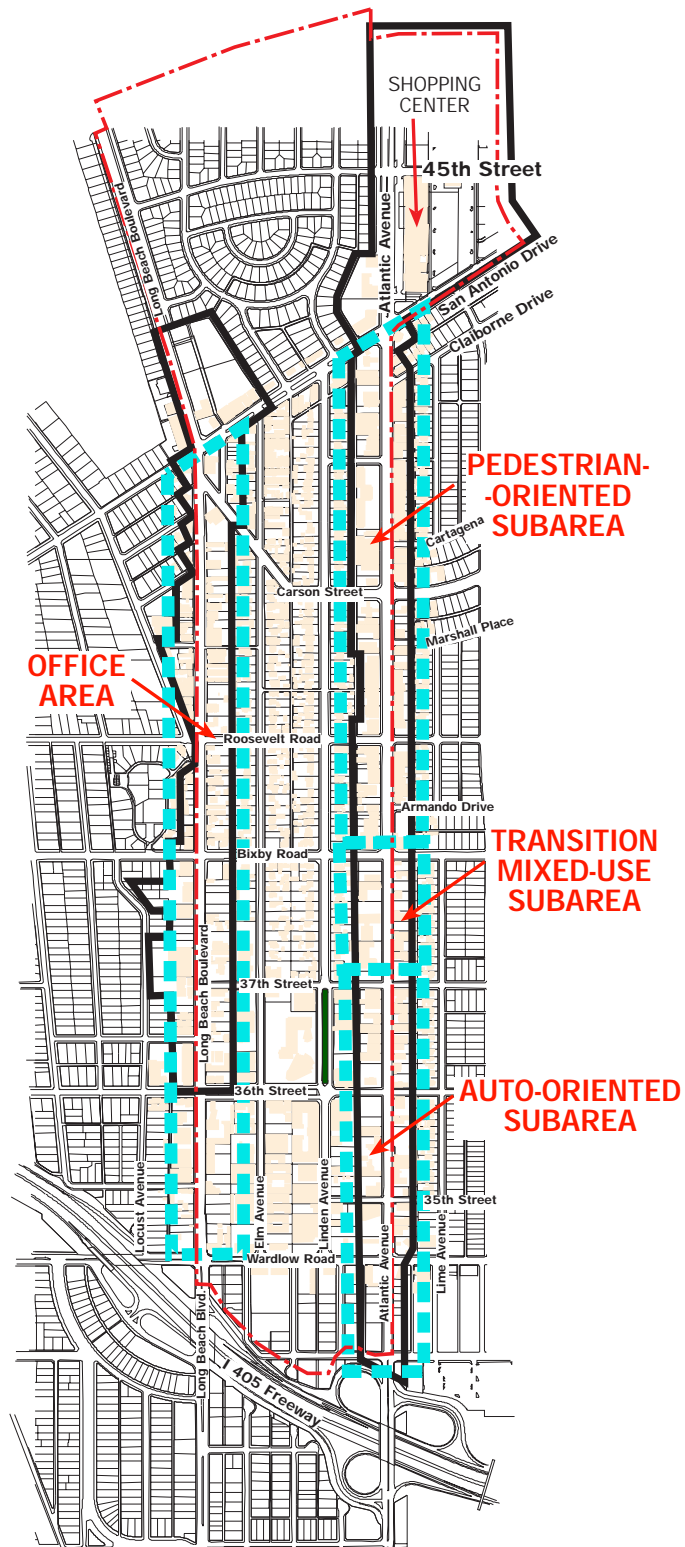 SHOPPING
CENTER
45th Street
Long Beach Boulevard
Atlantic Avenue
San Antonio Drive
Claiborne Drive
PEDESTRIAN-
-ORIENTED
SUBAREA
Cartagena
Carson Street
Marshall Place
OFFICE
AREA
Roosevelt Road
Armando Drive
TRANSITION
MIXED-USE
SUBAREA
Bixby Road
Long Beach Boulevard
37th Street
36th Street
AUTO-ORIENTED
SUBAREA
Locust Avenue
Elm Avenue
Linden Avenue
35th Street
Atlantic Avenue
Lime Avenue
Wardlow Road
Long Beach Blvd.
I 405 Freeway